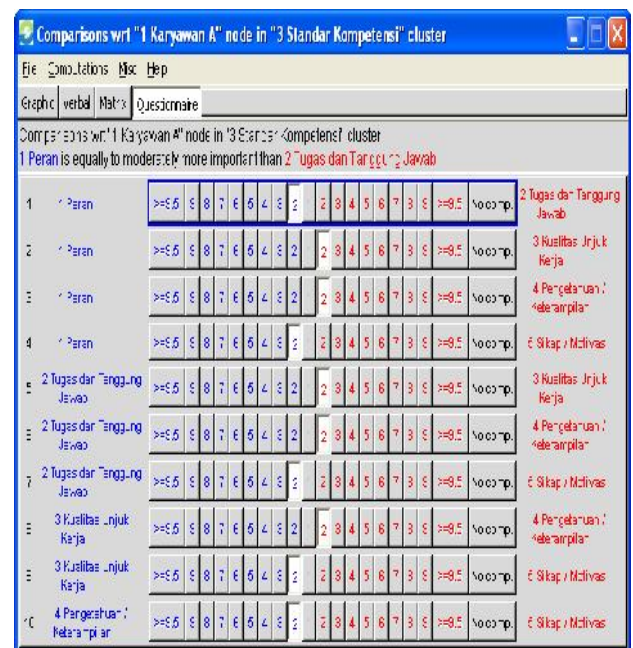 Comparisons wrt "1 Karyawan A" node in "3 Standar Kompetensi" cluster
File Computations Misc Help
Graphic Verbal Matrix Questionnaire
Comparisons wrt "1 Karyawan A" node in "3 Standar Kompetensi" cluster
1 Peran is equally to moderately more important than 2 Tugas dan Tanggung Jawab
1 1 Peran >=9.5 9 8 7 6 5 4 3 2 2 3 4 5 6 7 8 9 >=9.5 No comp. 2 Tugas dan Tanggung
Jawab
2 1 Peran >=9.5 9 8 7 6 5 4 3 2 2 3 4 5 6 7 8 9 >=9.5 No comp. 3 Kualitas Unjuk
Kerja
3 1 Peran >=9.5 9 8 7 6 5 4 3 2 2 3 4 5 6 7 8 9 >=9.5 No comp. 4 Pengetahuan /
Keterampilan
4 1 Peran >=9.5 9 8 7 6 5 4 3 2 2 3 4 5 6 7 8 9 >=9.5 No comp. Sikap / Motivas
5 2 Tugas dan Tanggung
Jawab >=9.5 9 8 7 6 5 4 3 2 2 3 4 5 6 7 8 9 >=9.5 No comp. 3 Kualitas Unjuk
Kerja
6 2 Tugas dan Tanggung
Jawab >=9.5 9 8 7 6 5 4 3 2 2 3 4 5 6 7 8 9 >=9.5 No comp. 4 Pengetahuan /
Keterampilan
7 2 Tugas dan Tanggung
Jawab >=9.5 9 8 7 6 5 4 3 2 2 3 4 5 6 7 8 9 >=9.5 No comp. Sikap / Motivas
8 3 Kualitas Unjuk
Kerja >=9.5 9 8 7 6 5 4 3 2 2 3 4 5 6 7 8 9 >=9.5 No comp. 4 Pengetahuan /
Keterampilan
9 3 Kualitas Unjuk
Kerja >=9.5 9 8 7 6 5 4 3 2 2 3 4 5 6 7 8 9 >=9.5 No comp. Sikap / Motivas
10 4 Pengetahuan /
Keterampilan >=9.5 9 8 7 6 5 4 3 2 2 3 4 5 6 7 8 9 >=9.5 No comp. Sikap / Motivas